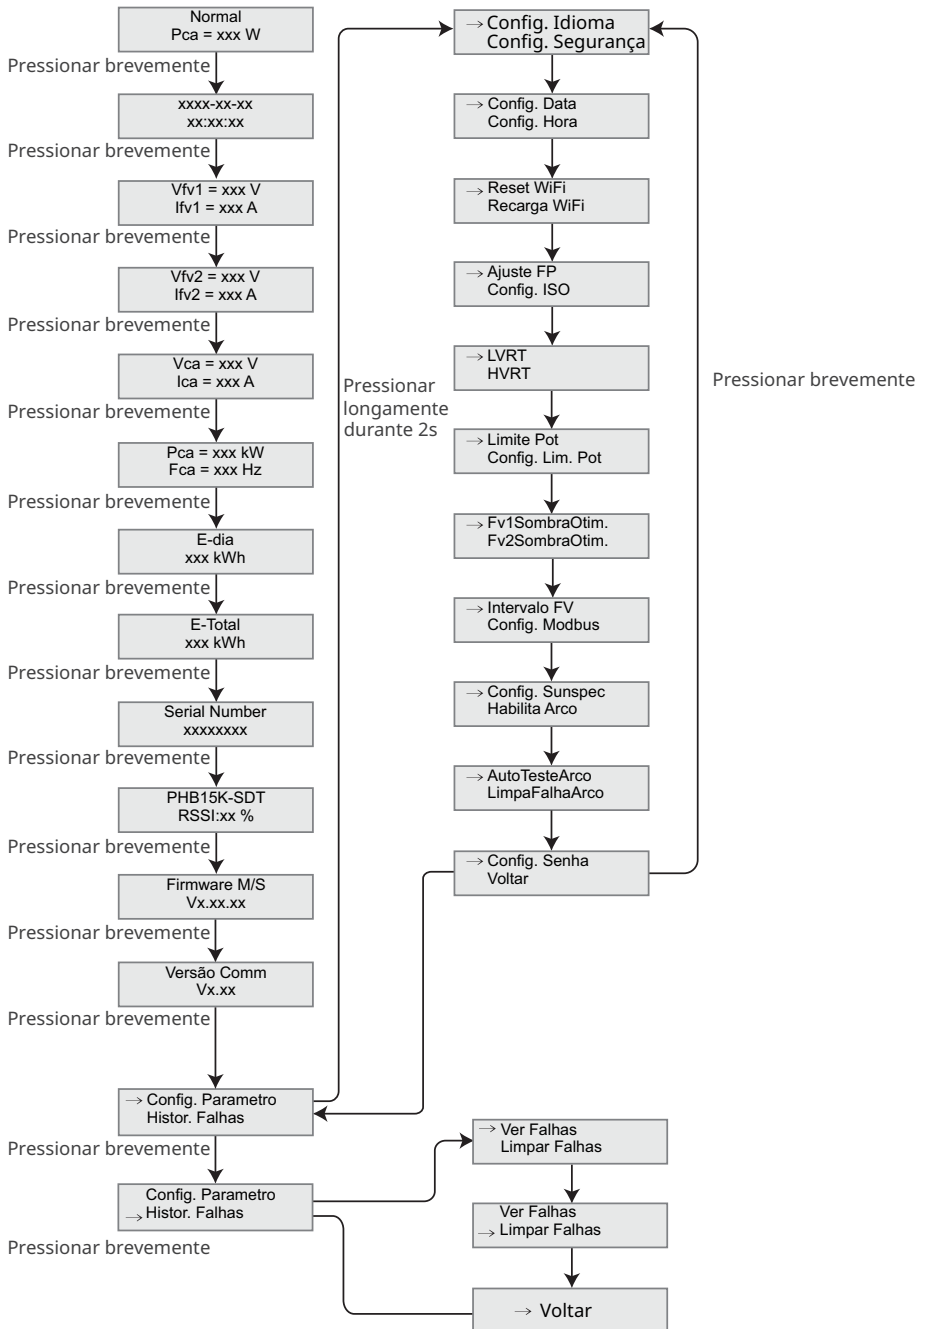 Normal
Pca = xxx W
Pressionar brevemente
xxxx-xx-xx
xx:xx:xx
Pressionar brevemente
Vfv1 = xxx V
Ifv1 = xxx A
Pressionar brevemente
Vfv2 = xxx V
Ifv2 = xxx A
Pressionar brevemente
Vca = xxx V
Ica = xxx A
Pressionar brevemente
Pca = xxx kW
Fca = xxx Hz
Pressionar brevemente
E-dia
xxx kWh
Pressionar brevemente
E-Total
xxx kWh
Pressionar brevemente
Serial Number
xxxxxxxx
Pressionar brevemente
PHB15K-SDT
RSSI:xx %
Pressionar brevemente
Firmware M/S
Vx.xx.xx
Pressionar brevemente
Versão Comm
Vx.xx
Pressionar brevemente
→ Config. Parametro
Histor. Falhas
Pressionar brevemente
Config. Parametro
→ Histor. Falhas
Pressionar brevemente
Pressionar
longamente
durante 2s
→ Config. Idioma
Config. Segurança
→ Config. Data
Config. Hora
→ Reset WiFi
Recarga WiFi
→ Ajuste FP
Config. ISO
→ LVRT
HVRT
→ Limite Pot
Config. Lim. Pot
→ Fv1SombraOtim.
Fv2SombraOtim.
→ Intervalo FV
Config. Modbus
→ Config. Sunspec
Habilita Arco
→ AutoTesteArco
LimpaFalhaArco
→ Config. Senha
Voltar
Pressionar brevemente
→ Ver Falhas
Limpar Falhas
Ver Falhas
→ Limpar Falhas
→ Voltar